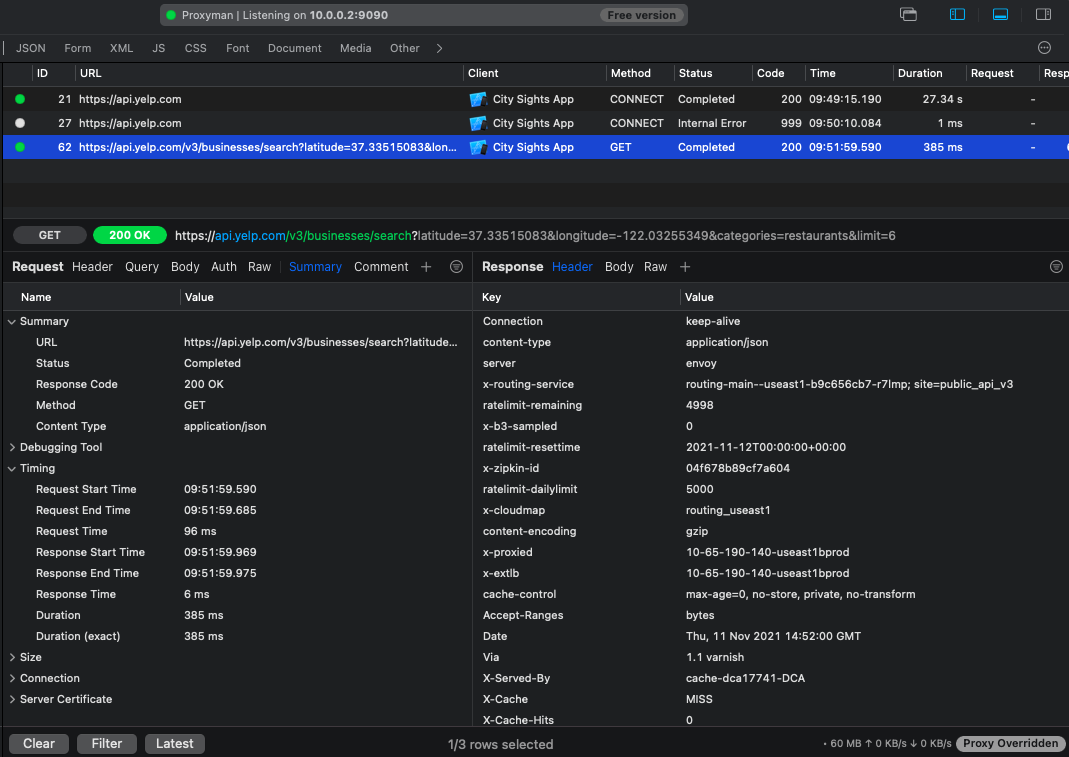 Proxyman | Listening on 10.0.0.2:9090 Free version
JSON Form XML JS CSS Font Document Media Other
ID URL Client Method Status Code Time Duration Request Resp
21 https://api.yelp.com City Sights App CONNECT Completed 200 09:49:15.190 27.34 s -
27 https://api.yelp.com City Sights App CONNECT Internal Error 999 09:50:10.084 1 ms -
62 https://api.yelp.com/v3/businesses/search?latitude=37.33515083&lon... City Sights App GET Completed 200 09:51:59.590 385 ms -
GET 200 OK https://api.yelp.com/v3/businesses/search?latitude=37.33515083&longitude=-122.03255349&categories=restaurants&limit=6
Request Header Query Body Auth Raw Summary Comment +
Name Value
Summary
URL https://api.yelp.com/v3/businesses/search?latitude...
Status Completed
Response Code 200 OK
Method GET
Content Type application/json
Debugging Tool
Timing
Request Start Time 09:51:59.590
Request End Time 09:51:59.685
Request Time 96 ms
Response Start Time 09:51:59.969
Response End Time 09:51:59.975
Response Time 6 ms
Duration 385 ms
Duration (exact) 385 ms
Size
Connection
Server Certificate
Response Header Body Raw +
Key Value
Connection keep-alive
content-type application/json
server envoy
x-routing-service routing-main--useast1-b9c656cb7-r7lmp; site=public_api_v3
ratelimit-remaining 4998
x-b3-sampled 0
ratelimit-resettime 2021-11-12T00:00:00+00:00
x-zipkin-id 04f678b89cf7a604
ratelimit-dailylimit 5000
x-cloudmap routing_useast1
content-encoding gzip
x-proxied 10-65-190-140-useast1bprod
x-extlb 10-65-190-140-useast1bprod
cache-control max-age=0, no-store, private, no-transform
Accept-Ranges bytes
Date Thu, 11 Nov 2021 14:52:00 GMT
Via 1.1 varnish
X-Served-By cache-dca17741-DCA
X-Cache MISS
X-Cache-Hits 0
Clear Filter Latest 1/3 rows selected • 60 MB ↑ 0 KB/s ↓ 0 KB/s Proxy Overridden